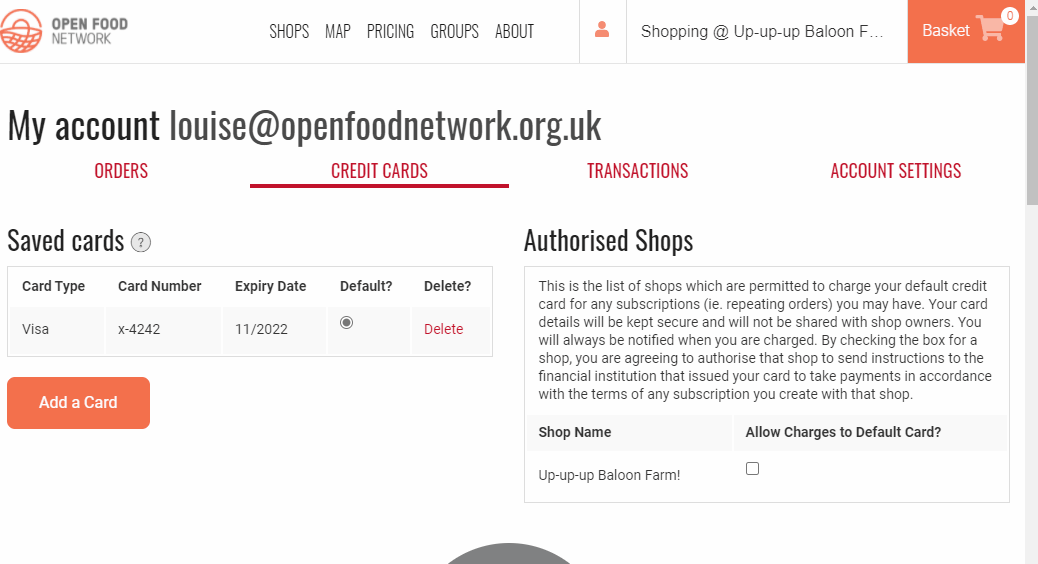 OPEN FOOD
NETWORK
SHOPS MAP PRICING GROUPS ABOUT
Shopping @ Up-up-up Baloon F...
Basket 0
My account louise@openfoodnetwork.org.uk
ORDERS CREDIT CARDS TRANSACTIONS ACCOUNT SETTINGS
Saved cards ?
Card Type Card Number Expiry Date Default? Delete?
Visa x-4242 11/2022 Delete
Add a Card
Authorised Shops
This is the list of shops which are permitted to charge your default credit
card for any subscriptions (ie. repeating orders) you may have. Your card
details will be kept secure and will not be shared with shop owners. You
will always be notified when you are charged. By checking the box for a
shop, you are agreeing to authorise that shop to send instructions to the
financial institution that issued your card to take payments in accordance
with the terms of any subscription you create with that shop.
Shop Name Allow Charges to Default Card?
Up-up-up Baloon Farm!